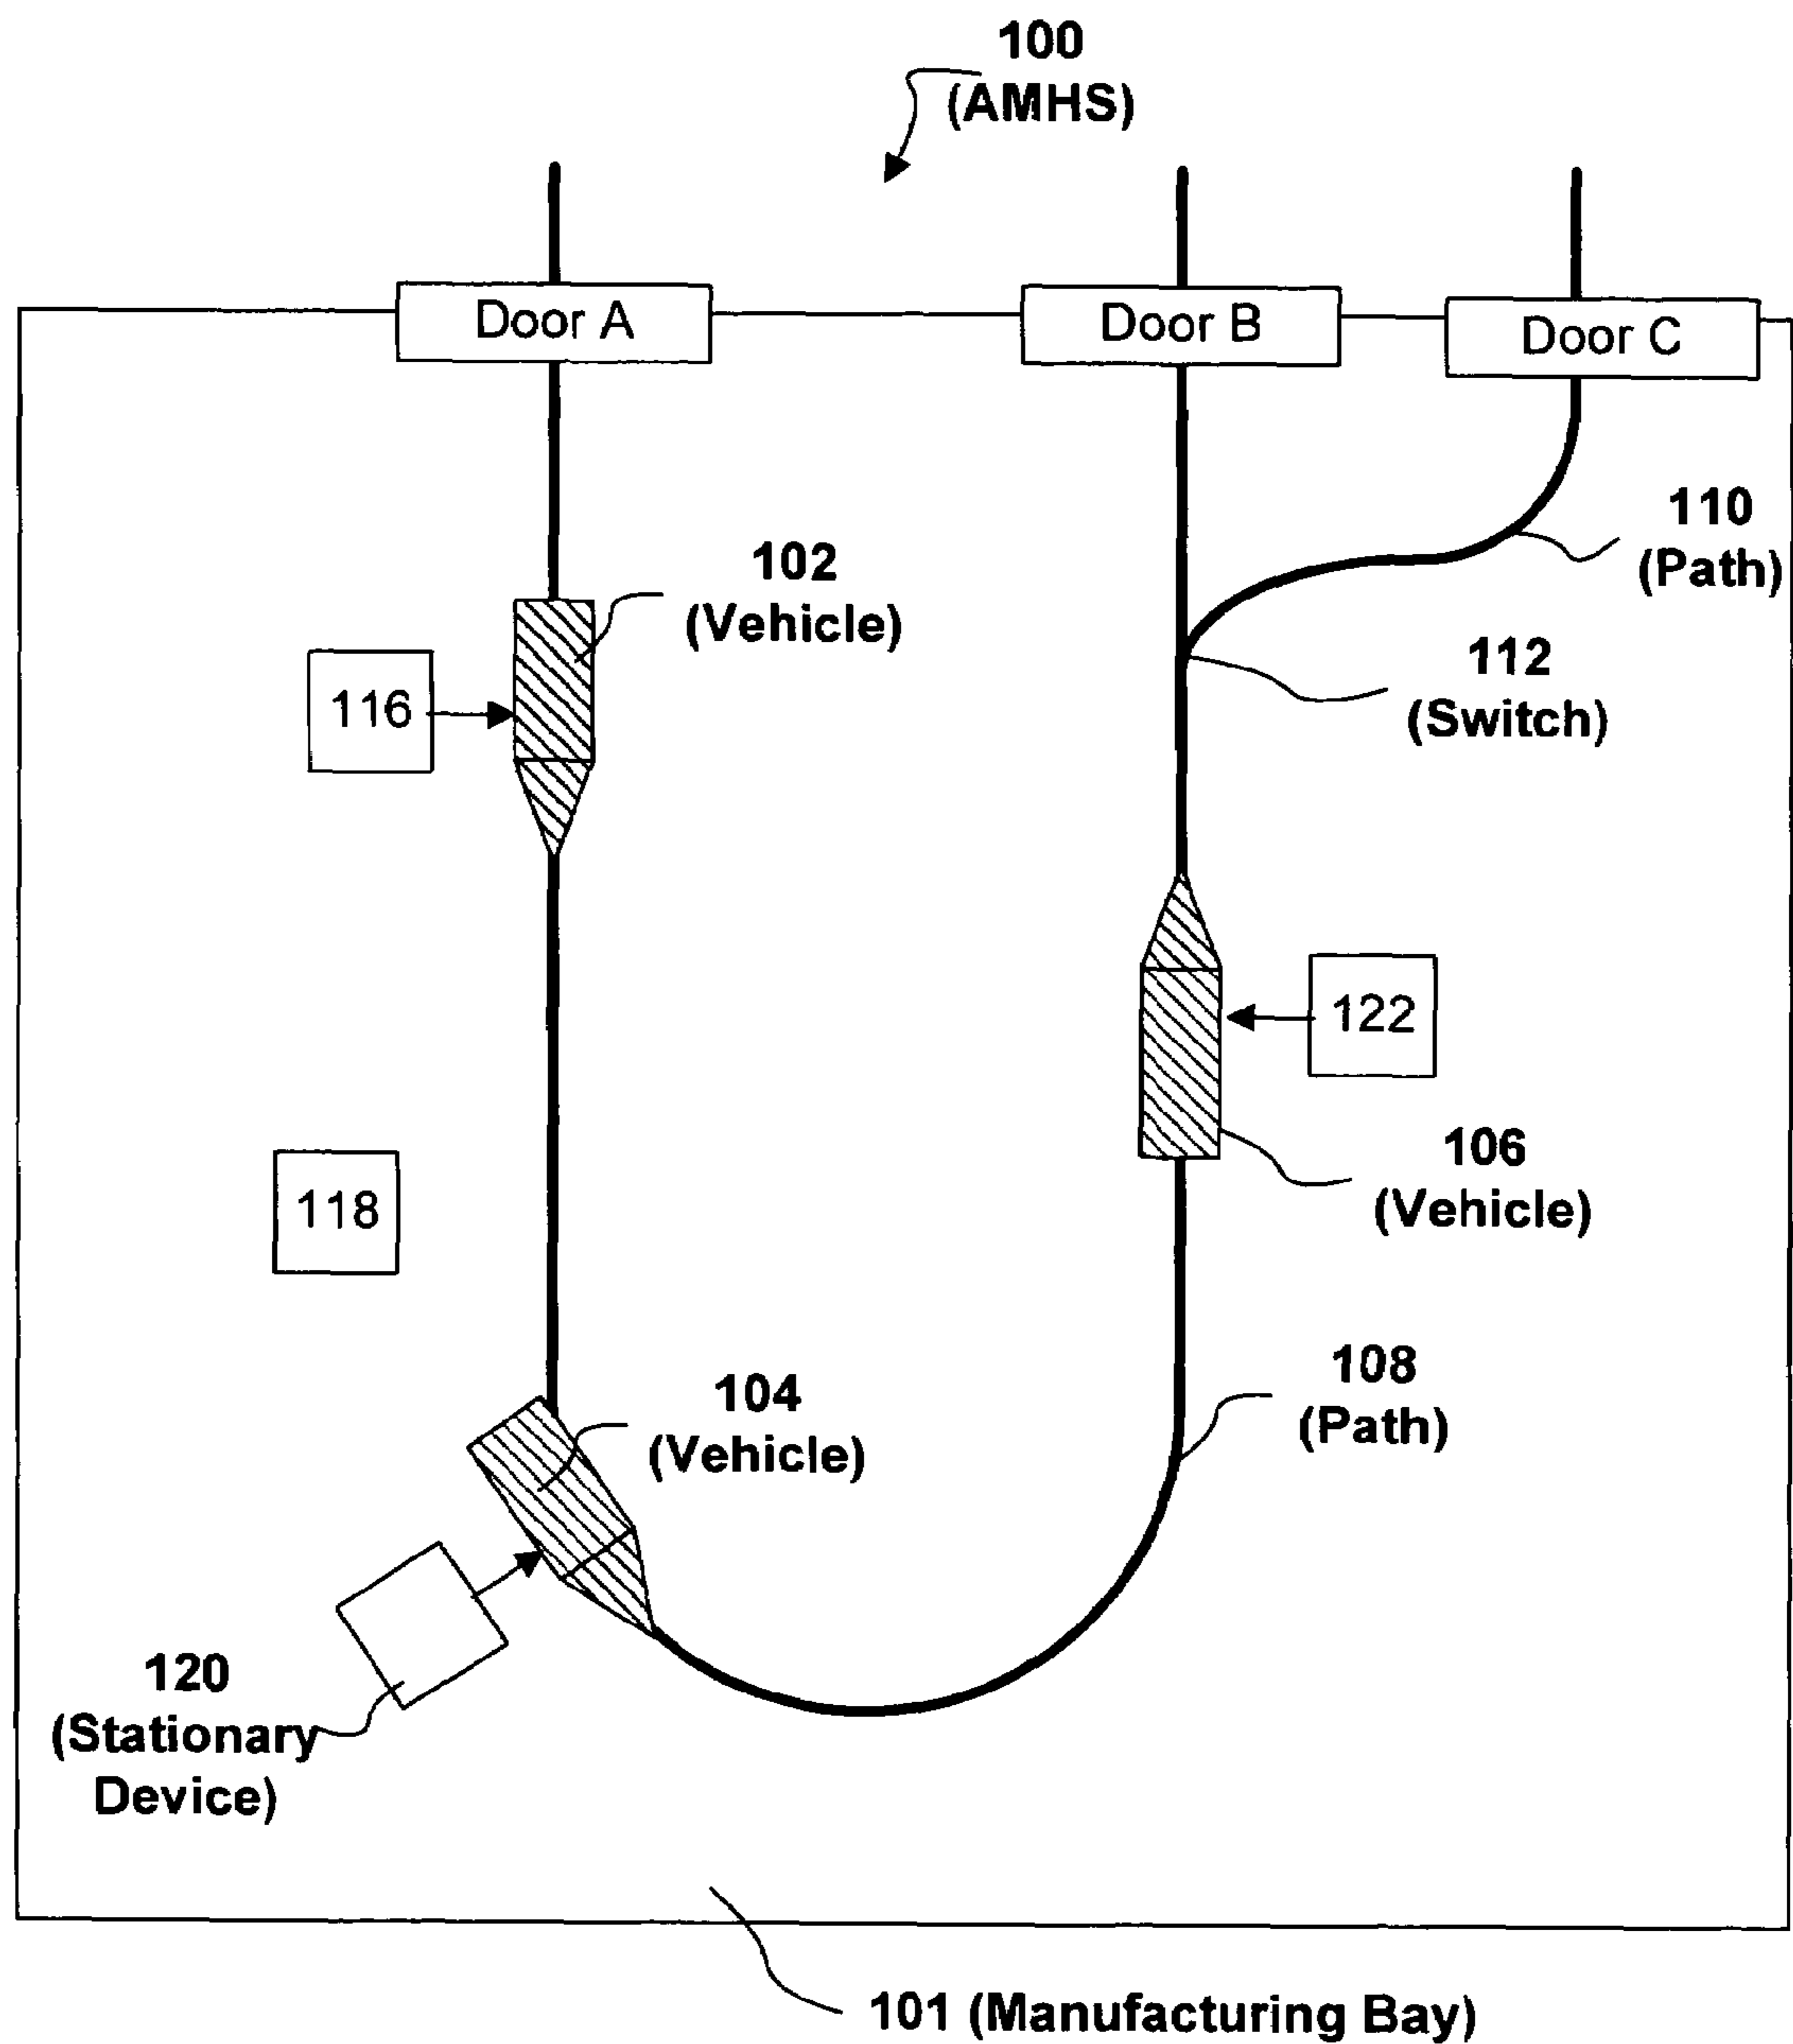 100
(AMHS)
Door A
Door B
Door C
110
(Path)
102
(Vehicle)
112
(Switch)
116
122
106
(Vehicle)
118
108
(Path)
104
(Vehicle)
120
(Stationary
Device)
101 (Manufacturing Bay)